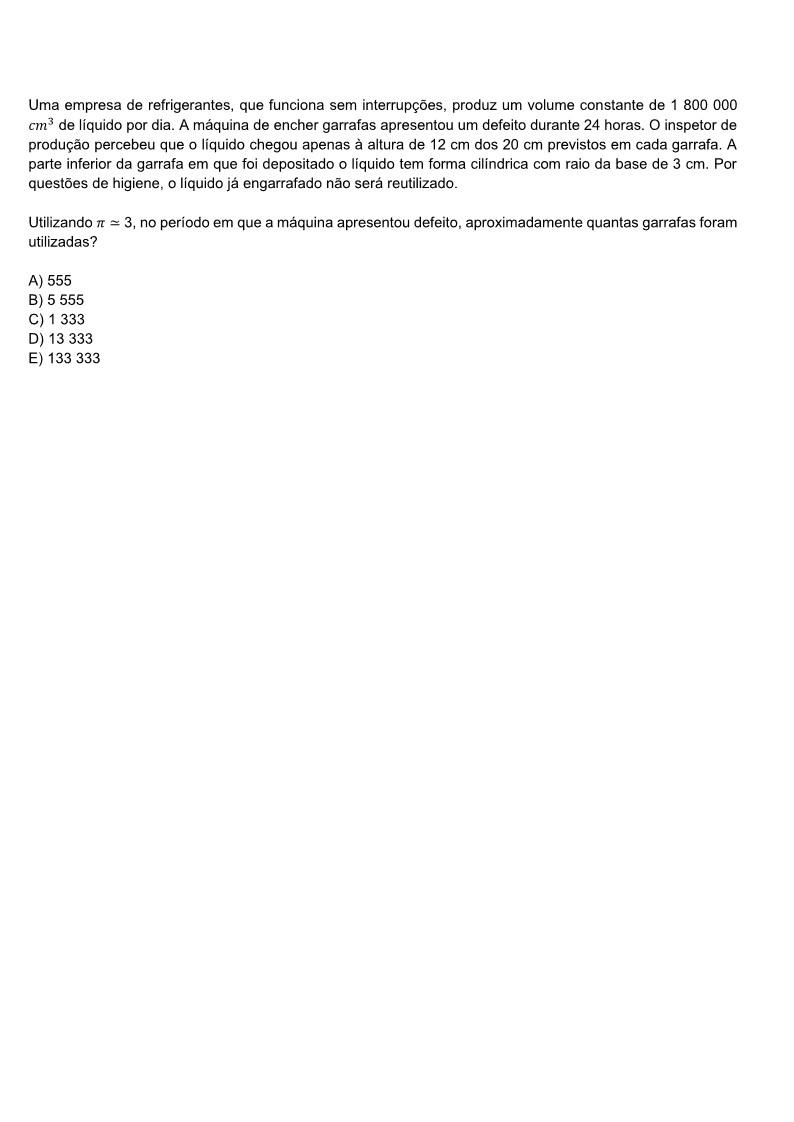 Uma empresa de refrigerantes, que funciona sem interrupções, produz um volume constante de 1 800 000
cm³ de líquido por dia. A máquina de encher garrafas apresentou um defeito durante 24 horas. O inspetor de
produção percebeu que o líquido chegou apenas à altura de 12 cm dos 20 cm previstos em cada garrafa. A
parte inferior da garrafa em que foi depositado o líquido tem forma cilíndrica com raio da base de 3 cm. Por
questões de higiene, o líquido já engarrafado não será reutilizado.
Utilizando π ≃ 3, no período em que a máquina apresentou defeito, aproximadamente quantas garrafas foram
utilizadas?
A) 555
B) 5 555
C) 1 333
D) 13 333
E) 133 333